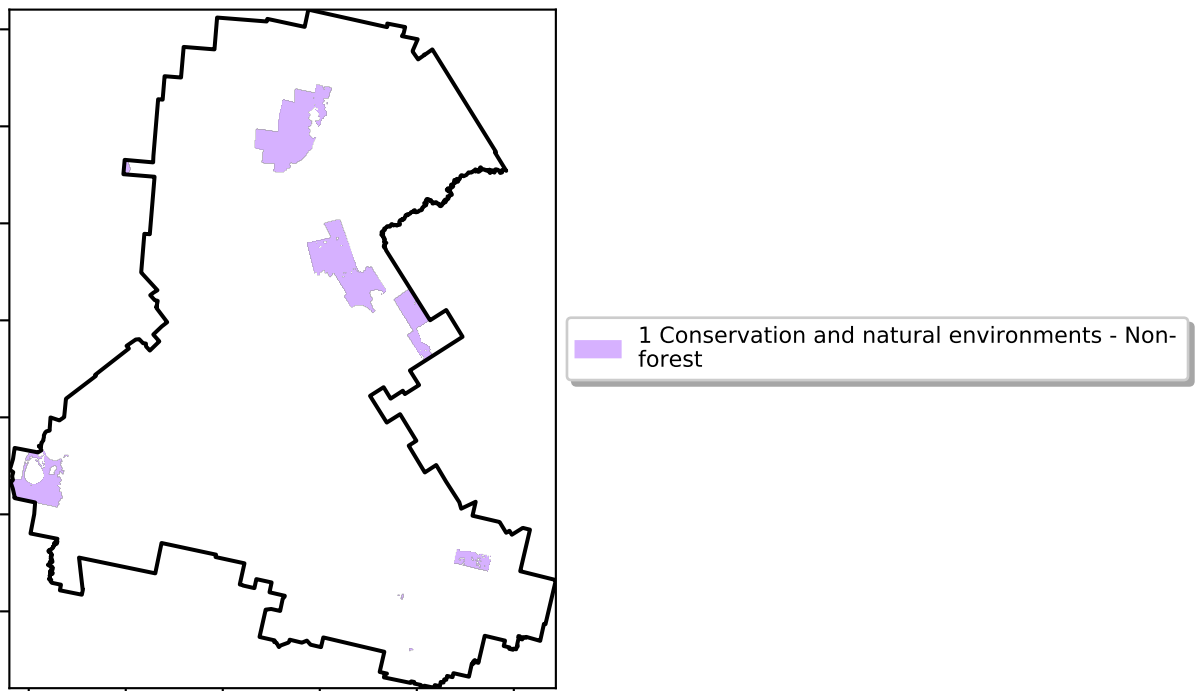 1 Conservation and natural environments - Non-
forest